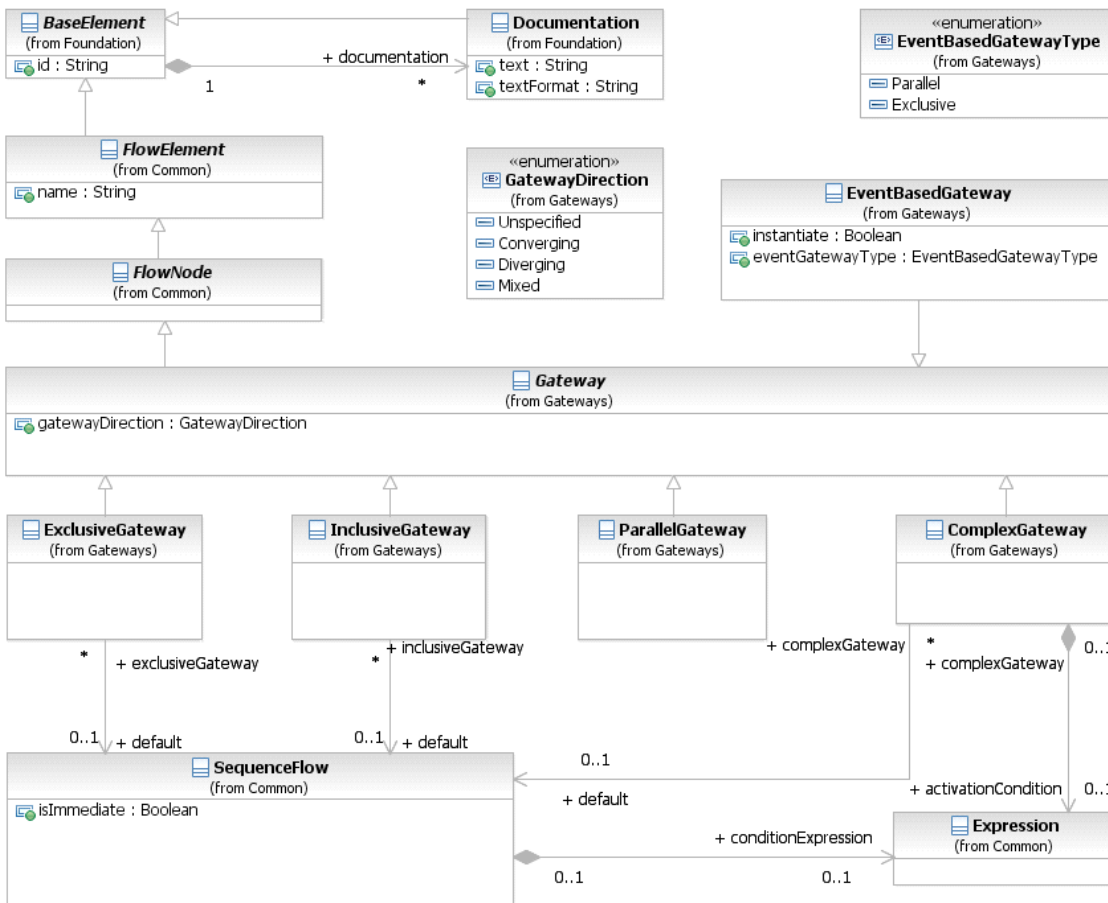 BaseElement
(from Foundation)
id : String
1
+ documentation
*
Documentation
(from Foundation)
text : String
textFormat : String
«enumeration»
EventBasedGatewayType
(from Gateways)
Parallel
Exclusive
FlowElement
(from Common)
name : String
«enumeration»
GatewayDirection
(from Gateways)
Unspecified
Converging
Diverging
Mixed
EventBasedGateway
(from Gateways)
instantiate : Boolean
eventGatewayType : EventBasedGatewayType
FlowNode
(from Common)
Gateway
(from Gateways)
gatewayDirection : GatewayDirection
ExclusiveGateway
(from Gateways)
InclusiveGateway
(from Gateways)
ParallelGateway
(from Gateways)
ComplexGateway
(from Gateways)
*
+ exclusiveGateway
0..1
+ default
+ inclusiveGateway
*
0..1
+ default
+ complexGateway
*
0..1
+ default
+ complexGateway
0..1
+ activationCondition
0..1
SequenceFlow
(from Common)
isImmediate : Boolean
+ conditionExpression
0..1
0..1
Expression
(from Common)